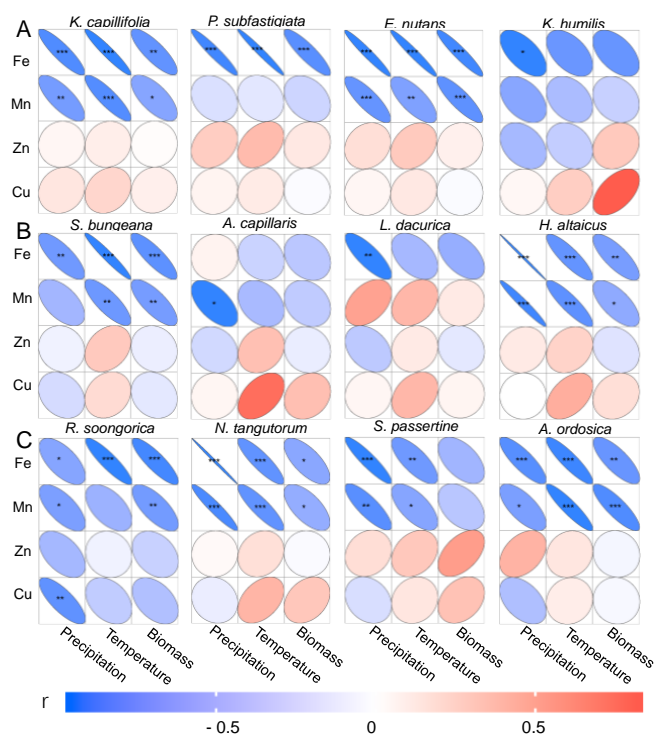 A K. capillifolia P. subfastigiata E. nutans K. humilis
Fe *** *** ** *** *** *** *** *** *** *
Mn ** *** * *** ** ***
Zn
Cu
B S. bungeana A. capillaris L. dacurica H. altaicus
Fe ** *** *** ** *** *** **
Mn ** ** * *** *** *
Zn
Cu
C R. soongorica N. tangutorum S. passertine A. ordosica
Fe * *** *** *** *** * *** ** *** *** **
Mn * ** *** *** * ** * * *** ***
Zn
Cu **
Precipitation Temperature Biomass Precipitation Temperature Biomass Precipitation Temperature Biomass Precipitation Temperature Biomass
r
- 0.5 0 0.5